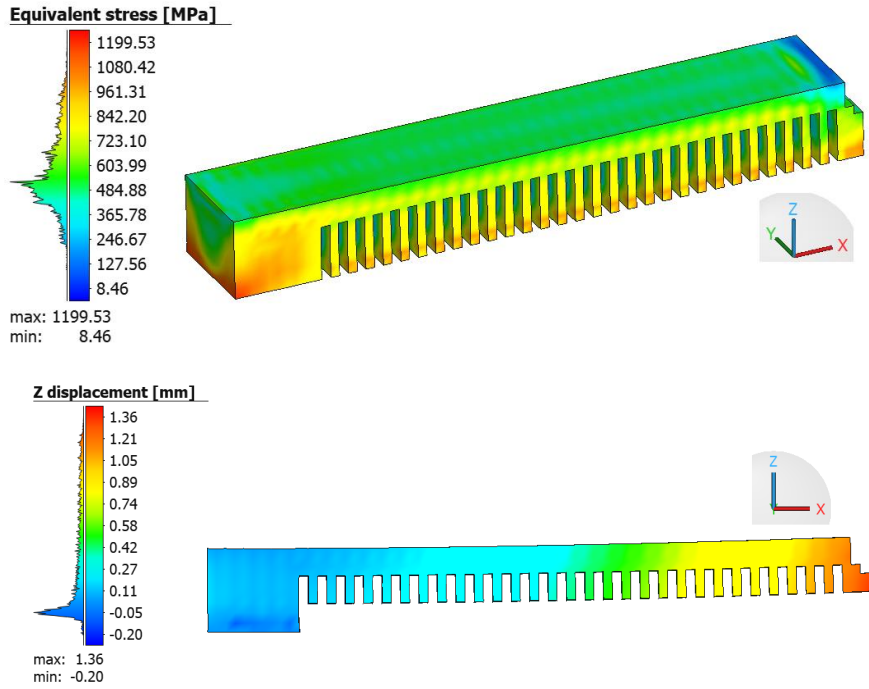 Equivalent stress [MPa]
1199.53
1080.42
961.31
842.20
723.10
603.99
484.88
365.78
246.67
127.56
8.46
max: 1199.53
min: 8.46
Z
Y
X
Z displacement [mm]
1.36
1.21
1.05
0.89
0.74
0.58
0.42
0.27
0.11
-0.05
-0.20
max: 1.36
min: -0.20
Z
Y
X